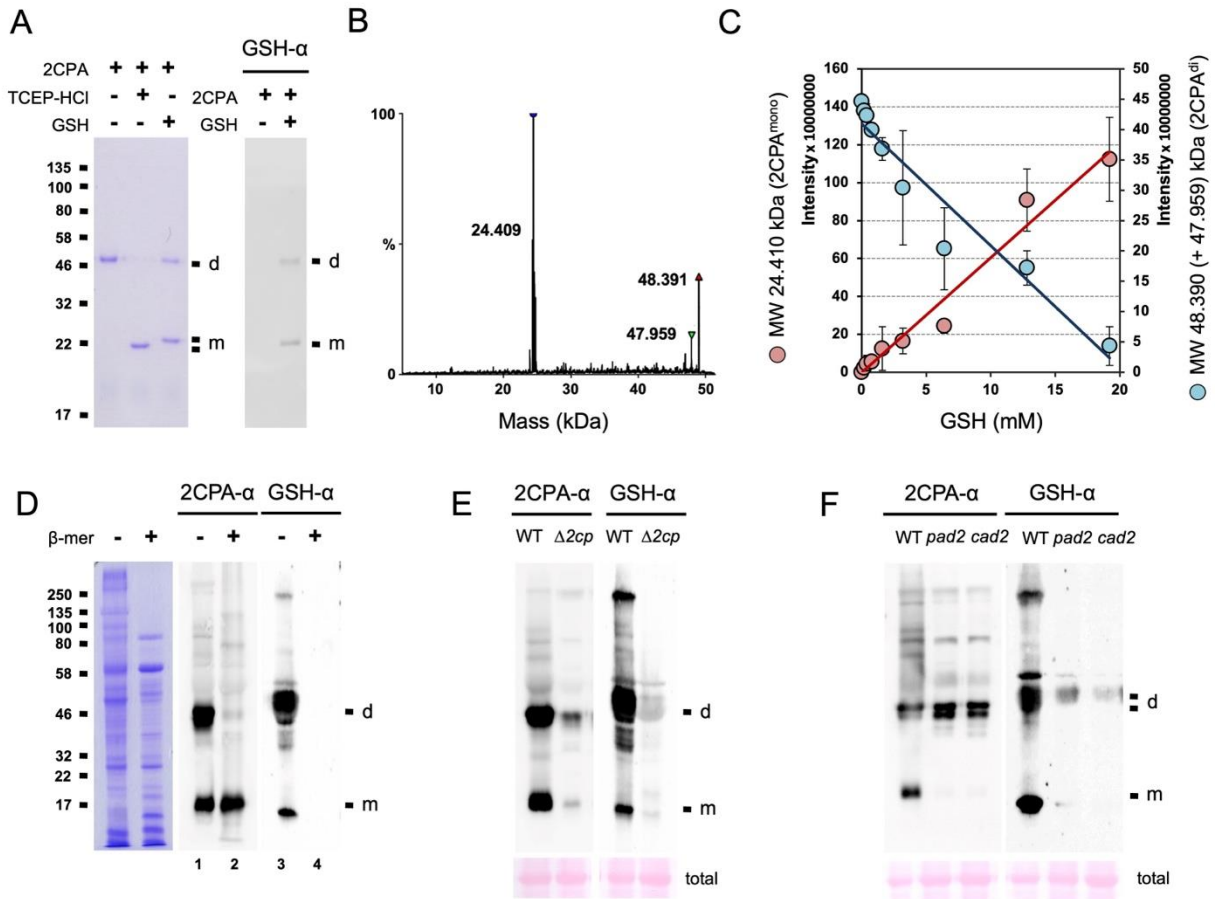 A
GSH-α
2CPA + + +
TCEP-HCl - + -
GSH - - +
2CPA + +
GSH - +
135
100
80
58
46
32
22
17
d
m
d
m
B
100
%
0
24.409
48.391
47.959
10 20 30 40 50
Mass (kDa)
C
MW 24.410 kDa (2CPAmono)
Intensity x 10000000
160
140
120
100
80
60
40
20
0
0 5 10 15 20
GSH (mM)
50
45
40
35
30
25
20
15
10
5
0
Intensity x 10000000
MW 48.390 (+ 47.959) kDa (2CPAdi)
D
2CPA-α GSH-α
β-mer - + - + - +
250
135
100
80
58
46
32
22
17
d
m
1 2 3 4
E
2CPA-α GSH-α
WT Δ2cp WT Δ2cp
d
m
total
F
2CPA-α GSH-α
WT pad2 cad2 WT pad2 cad2
d
m
total